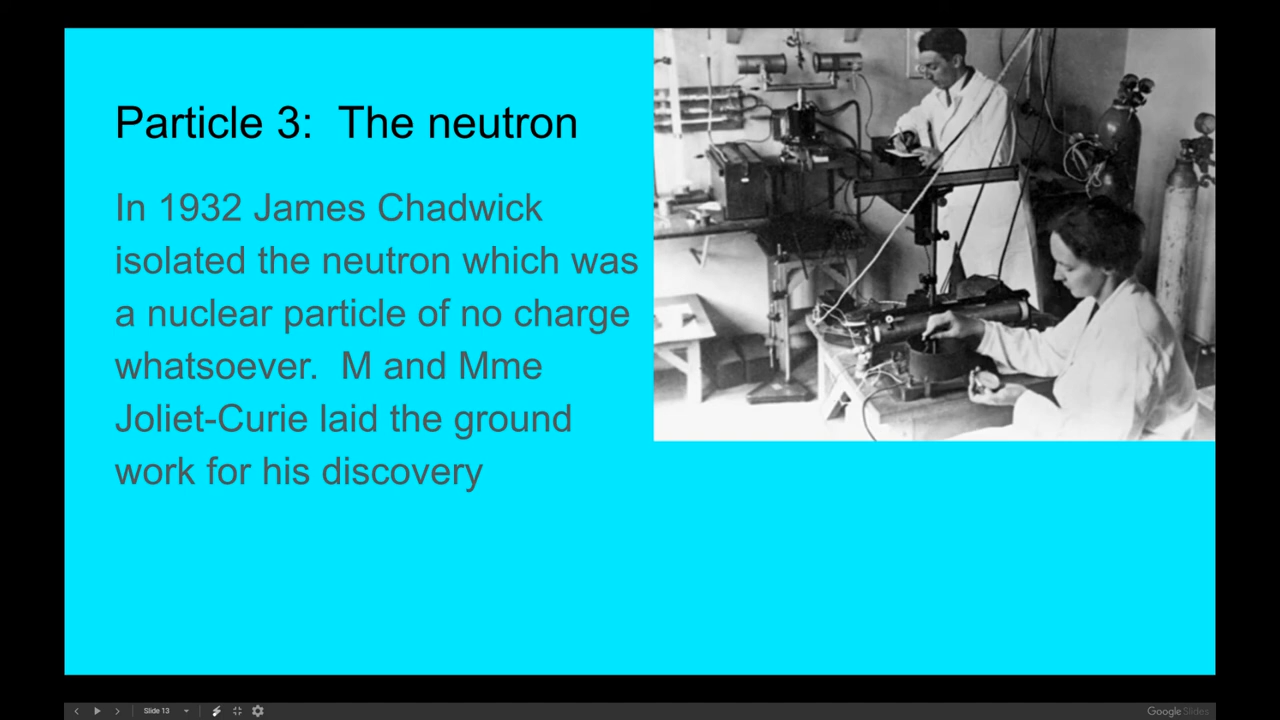 Particle 3:  The neutron
In 1932 James Chadwick
isolated the neutron which was
a nuclear particle of no charge
whatsoever.  M and Mme
Joliet-Curie laid the ground
work for his discovery
Slide 13
Google Slides